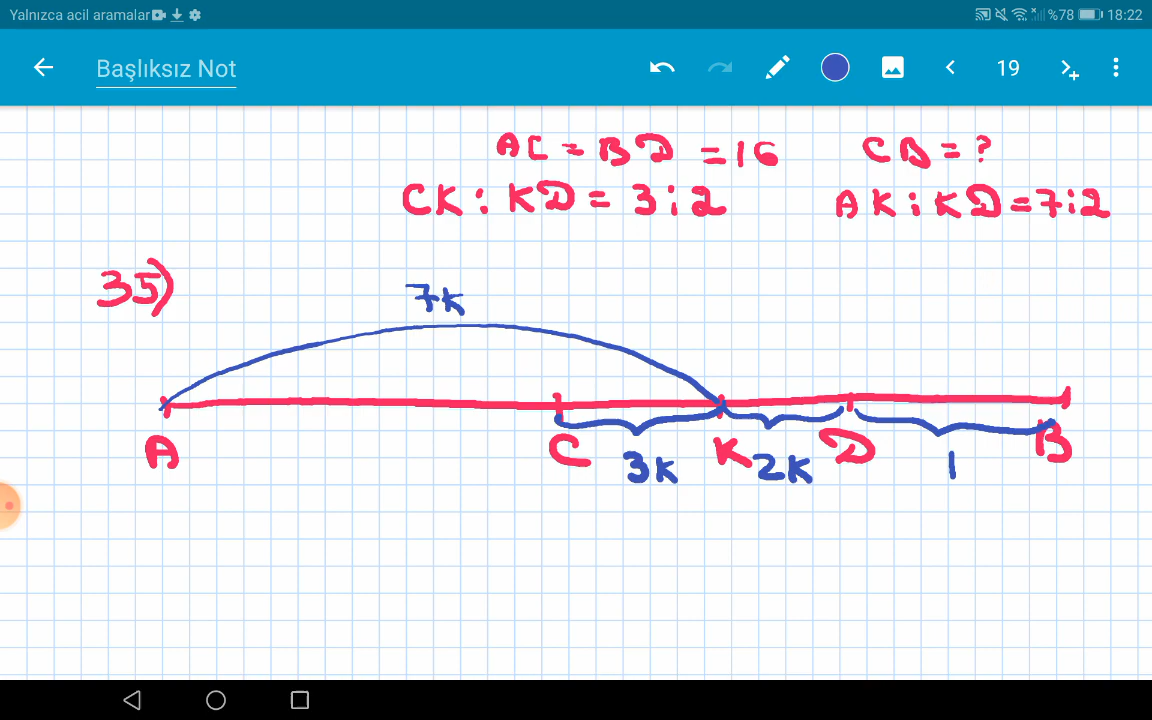 Yalnızca acil aramalar %78 18:22
Başlıksız Not 19
AC = BD = 16 CB = ?
CK : KD = 3 : 2 AK : KD = 7 : 2
35)
7k
A C K D B
3k 2k 1